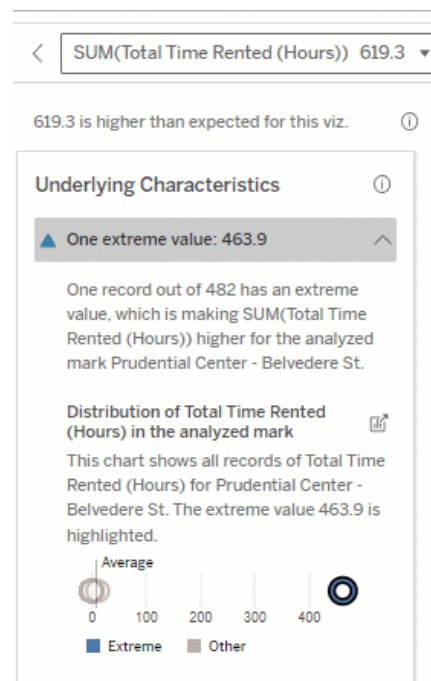 SUM(Total Time Rented (Hours)) 619.3
619.3 is higher than expected for this viz.
Underlying Characteristics
One extreme value: 463.9
One record out of 482 has an extreme
value, which is making SUM(Total Time
Rented (Hours)) higher for the analyzed
mark Prudential Center - Belvedere St.
Distribution of Total Time Rented
(Hours) in the analyzed mark
This chart shows all records of Total Time
Rented (Hours) for Prudential Center -
Belvedere St. The extreme value 463.9 is
highlighted.
Average
0 100 200 300 400
Extreme Other